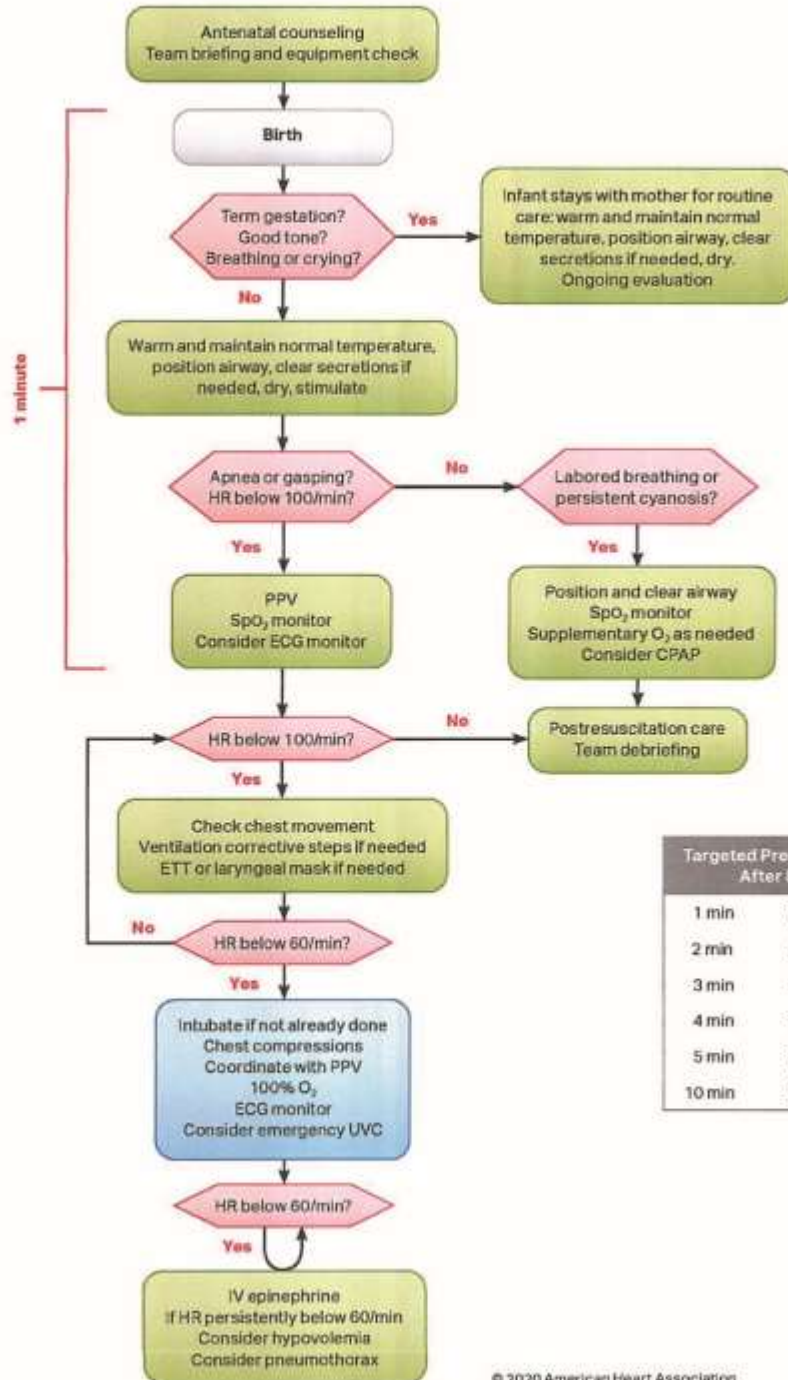 Antenatal counseling
Team briefing and equipment check
Birth
Term gestation?
Good tone?
Breathing or crying?
Yes
Infant stays with mother for routine
care: warm and maintain normal
temperature, position airway, clear
secretions if needed, dry.
Ongoing evaluation
No
Warm and maintain normal temperature,
position airway, clear secretions if
needed, dry, stimulate
1 minute
Apnea or gasping?
HR below 100/min?
No
Labored breathing or
persistent cyanosis?
Yes
Yes
PPV
SpO₂ monitor
Consider ECG monitor
Position and clear airway
SpO₂ monitor
Supplementary O₂ as needed
Consider CPAP
HR below 100/min?
No
Postresuscitation care
Team debriefing
Yes
Check chest movement
Ventilation corrective steps if needed
ETT or laryngeal mask if needed
No
HR below 60/min?
Yes
Intubate if not already done
Chest compressions
Coordinate with PPV
100% O₂
ECG monitor
Consider emergency UVC
HR below 60/min?
Yes
IV epinephrine
If HR persistently below 60/min
Consider hypovolemia
Consider pneumothorax
Targeted Pre
After
1 min
2 min
3 min
4 min
5 min
10 min
© 2020 American Heart Association